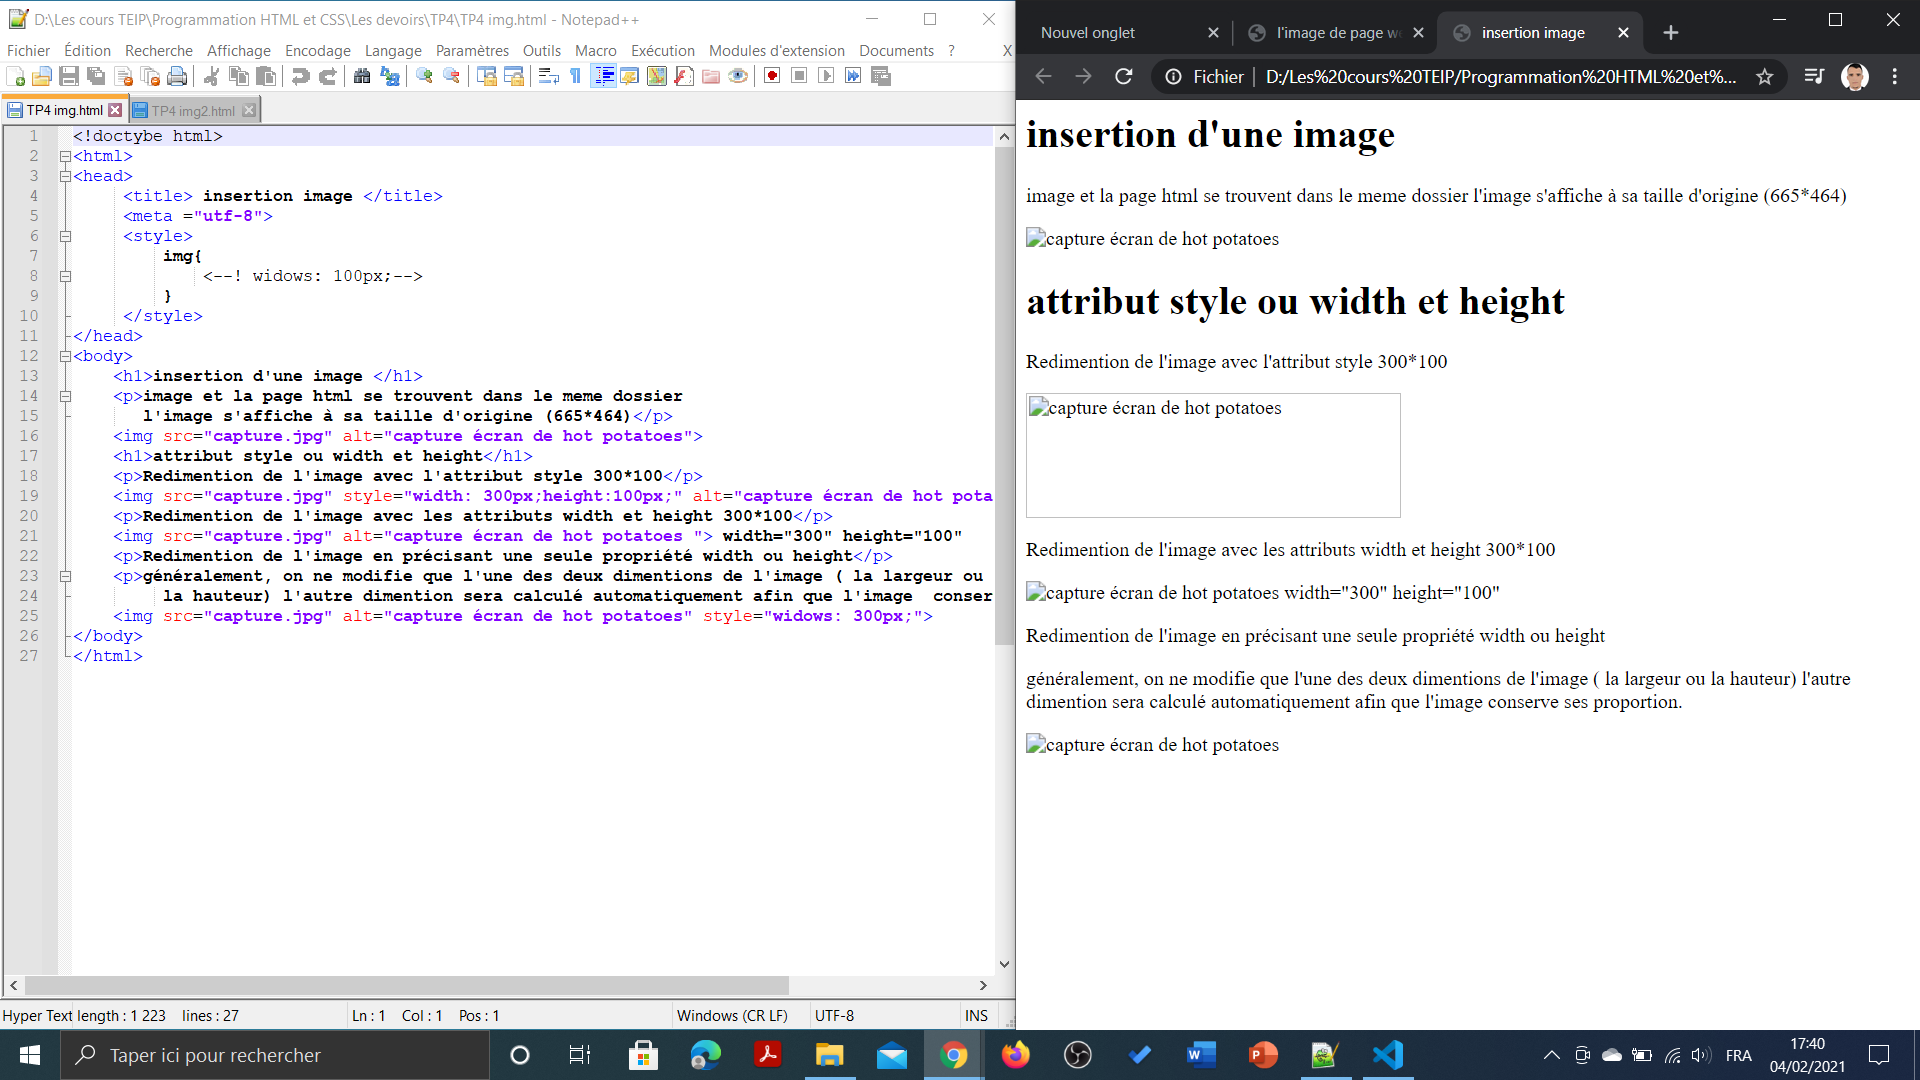 D:\Les cours TEIP\Programmation HTML et CSS\Les devoirs\TP4\TP4 img.html - Notepad++
Fichier Édition Recherche Affichage Encodage Langage Paramètres Outils Macro Exécution Modules d'extension Documents ? X
TP4 img.html TP4 img2.html
1 <!doctybe html>
2 <html>
3 <head>
4 <title> insertion image </title>
5 <meta ="utf-8">
6 <style>
7 img{
8 <--! widows: 100px;-->
9 }
10 </style>
11 </head>
12 <body>
13 <h1>insertion d'une image </h1>
14 <p>image et la page html se trouvent dans le meme dossier
15 l'image s'affiche à sa taille d'origine (665*464)</p>
16 <img src="capture.jpg" alt="capture écran de hot potatoes">
17 <h1>attribut style ou width et height</h1>
18 <p>Redimention de l'image avec l'attribut style 300*100</p>
19 <img src="capture.jpg" style="width: 300px;height:100px;" alt="capture écran de hot pota
20 <p>Redimention de l'image avec les attributs width et height 300*100</p>
21 <img src="capture.jpg" alt="capture écran de hot potatoes "> width="300" height="100"
22 <p>Redimention de l'image en précisant une seule propriété width ou height</p>
23 <p>généralement, on ne modifie que l'une des deux dimentions de l'image ( la largeur ou
24 la hauteur) l'autre dimention sera calculé automatiquement afin que l'image conser
25 <img src="capture.jpg" alt="capture écran de hot potatoes" style="widows: 300px;">
26 </body>
27 </html>
Hyper Text length : 1 223 lines : 27 Ln : 1 Col : 1 Pos : 1 Windows (CR LF) UTF-8 INS
Nouvel onglet l'image de page we insertion image
Fichier D:/Les%20cours%20TEIP/Programmation%20HTML%20et%...
insertion d'une image
image et la page html se trouvent dans le meme dossier l'image s'affiche à sa taille d'origine (665*464)
capture écran de hot potatoes
attribut style ou width et height
Redimention de l'image avec l'attribut style 300*100
capture écran de hot potatoes
Redimention de l'image avec les attributs width et height 300*100
capture écran de hot potatoes width="300" height="100"
Redimention de l'image en précisant une seule propriété width ou height
généralement, on ne modifie que l'une des deux dimentions de l'image ( la largeur ou la hauteur) l'autre
dimention sera calculé automatiquement afin que l'image conserve ses proportion.
capture écran de hot potatoes
Taper ici pour rechercher
FRA
17:40
04/02/2021